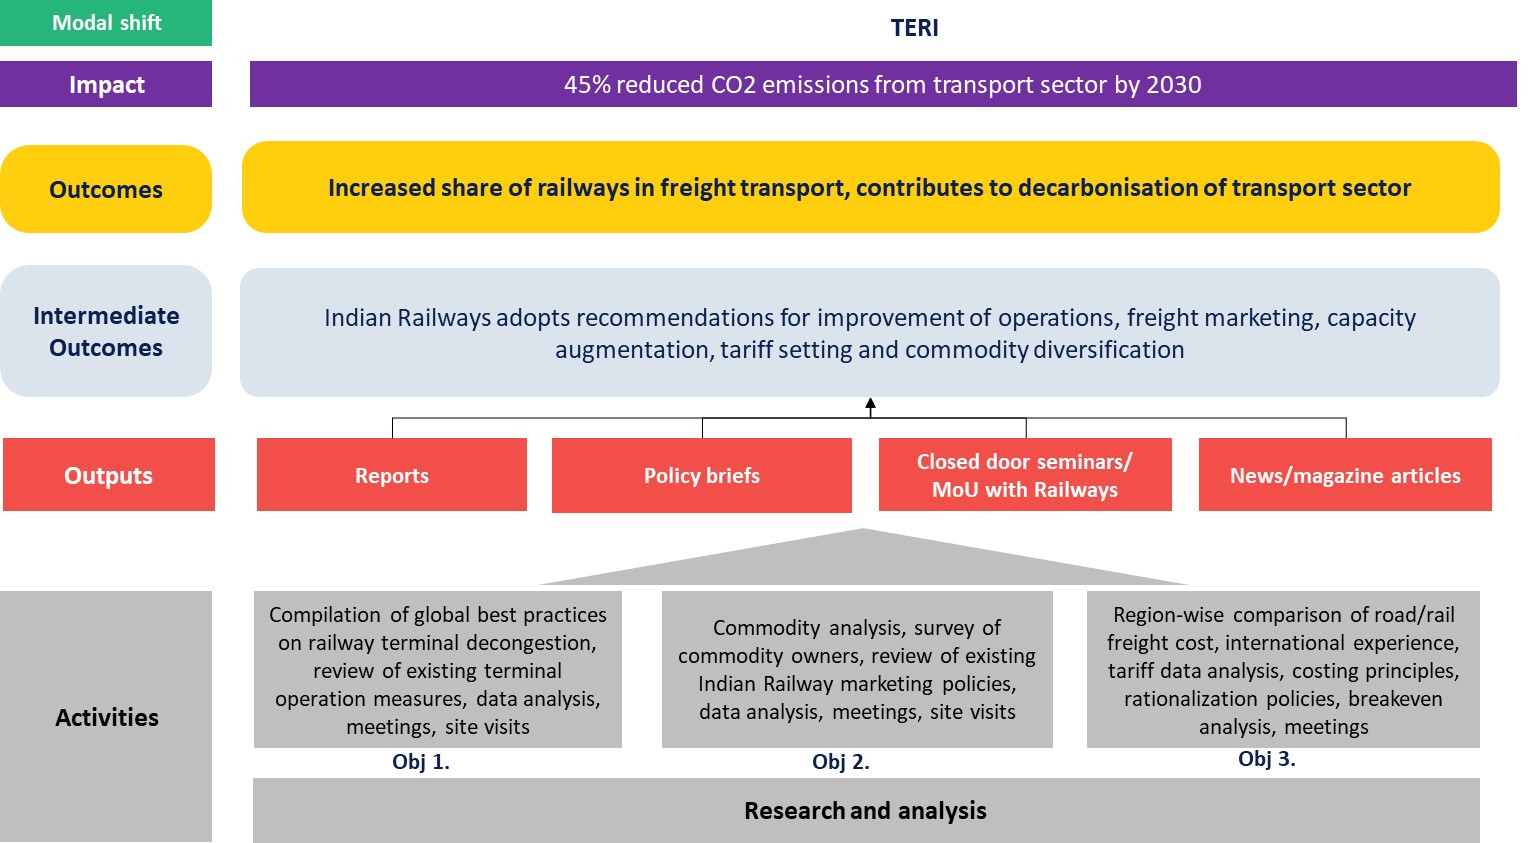 Modal shift
TERI
Impact
45% reduced CO2 emissions from transport sector by 2030
Outcomes
Increased share of railways in freight transport, contributes to decarbonisation of transport sector
Intermediate
Outcomes
Indian Railways adopts recommendations for improvement of operations, freight marketing, capacity
augmentation, tariff setting and commodity diversification
Outputs
Reports
Policy briefs
Closed door seminars/
MoU with Railways
News/magazine articles
Activities
Compilation of global best practices
on railway terminal decongestion,
review of existing terminal
operation measures, data analysis,
meetings, site visits
Obj 1.
Commodity analysis, survey of
commodity owners, review of existing
Indian Railway marketing policies,
data analysis, meetings, site visits
Obj 2.
Region-wise comparison of road/rail
freight cost, international experience,
tariff data analysis, costing principles,
rationalization policies, breakeven
analysis, meetings
Obj 3.
Research and analysis